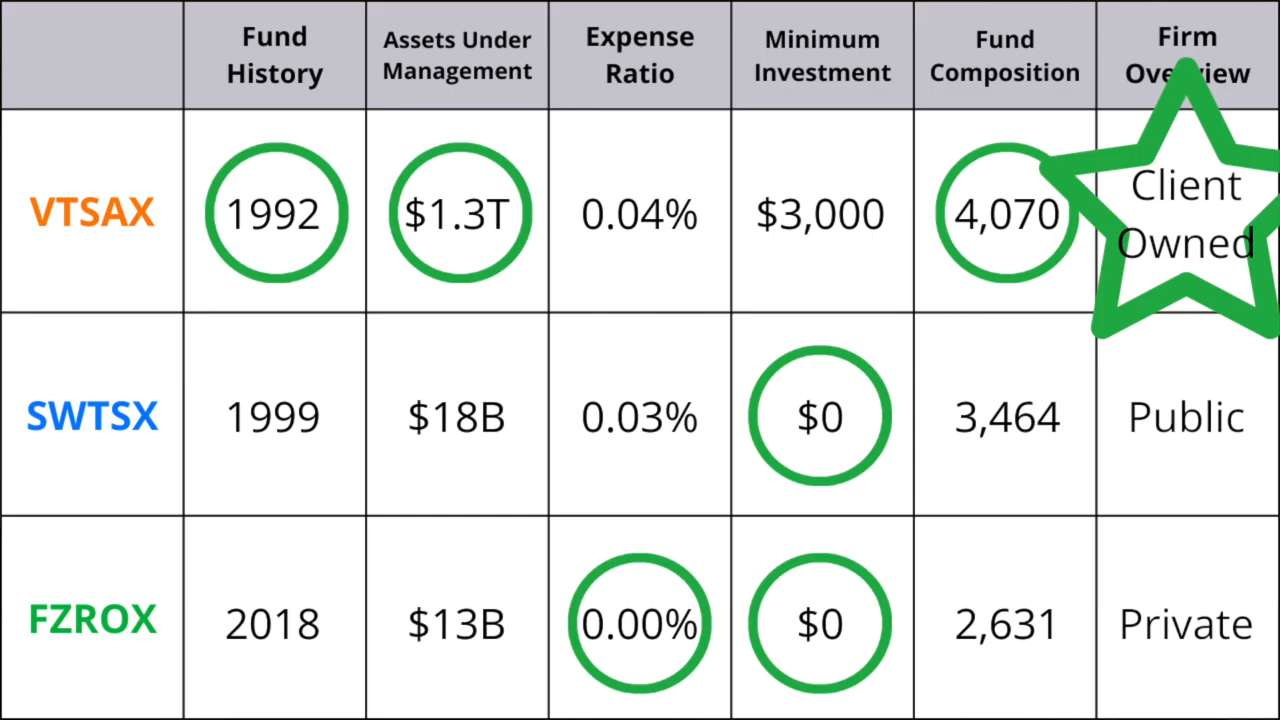 Fund
History
Assets Under
Management
Expense
Ratio
Minimum
Investment
Fund
Composition
Firm
Overview
VTSAX
1992
$1.3T
0.04%
$3,000
4,070
Client
Owned
SWTSX
1999
$18B
0.03%
$0
3,464
Public
FZROX
2018
$13B
0.00%
$0
2,631
Private